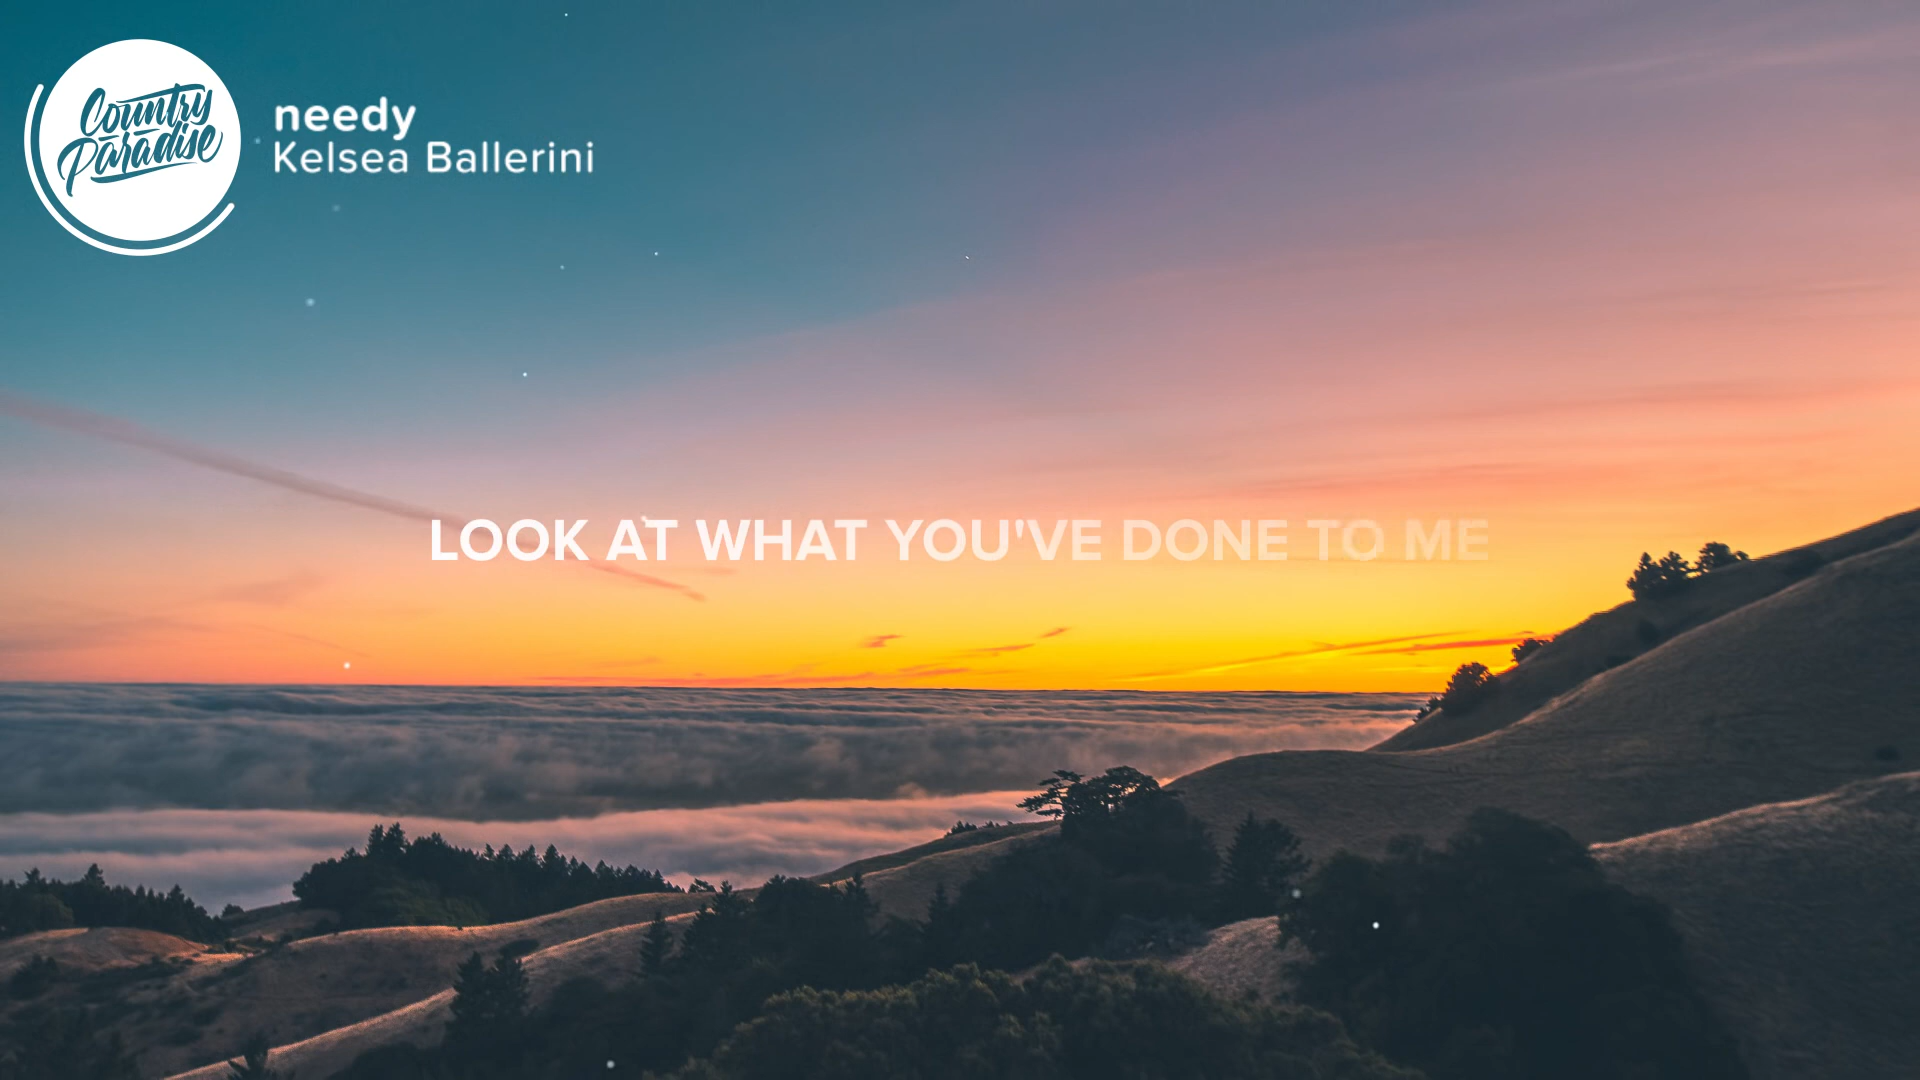 Country
Paradise
needy
Kelsea Ballerini
LOOK AT WHAT YOU'VE DONE TO ME